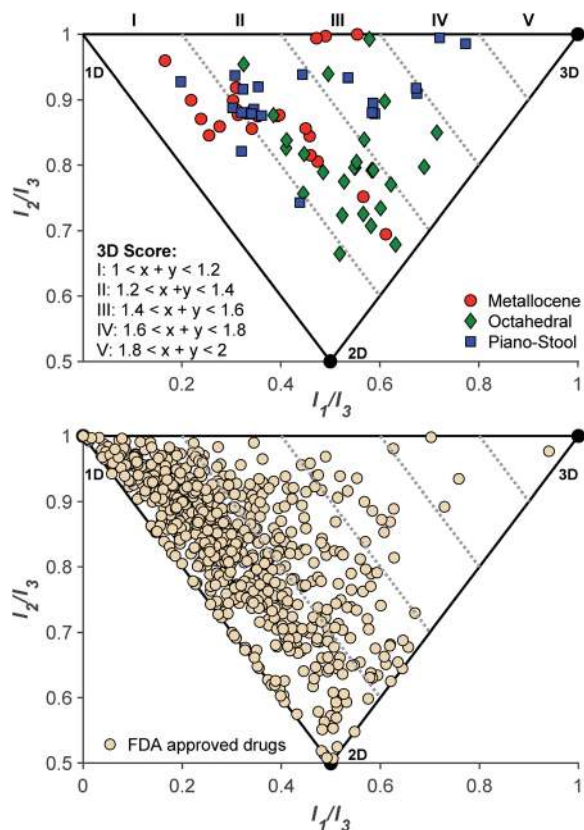 I II III IV V
1
1D
3D
0.9
0.8
I2/I3
0.7
3D Score:
I: 1 < x + y < 1.2
II: 1.2 < x +y < 1.4
III: 1.4 < x + y < 1.6
IV: 1.6 < x + y < 1.8
V: 1.8 < x + y < 2
Metallocene
Octahedral
Piano-Stool
0.6
2D
0.5
0.2 0.4 0.6 0.8 1
I1/I3
1
1D
3D
0.9
0.8
I2/I3
0.7
0.6
FDA approved drugs
2D
0.5
0 0.2 0.4 0.6 0.8 1
I1/I3